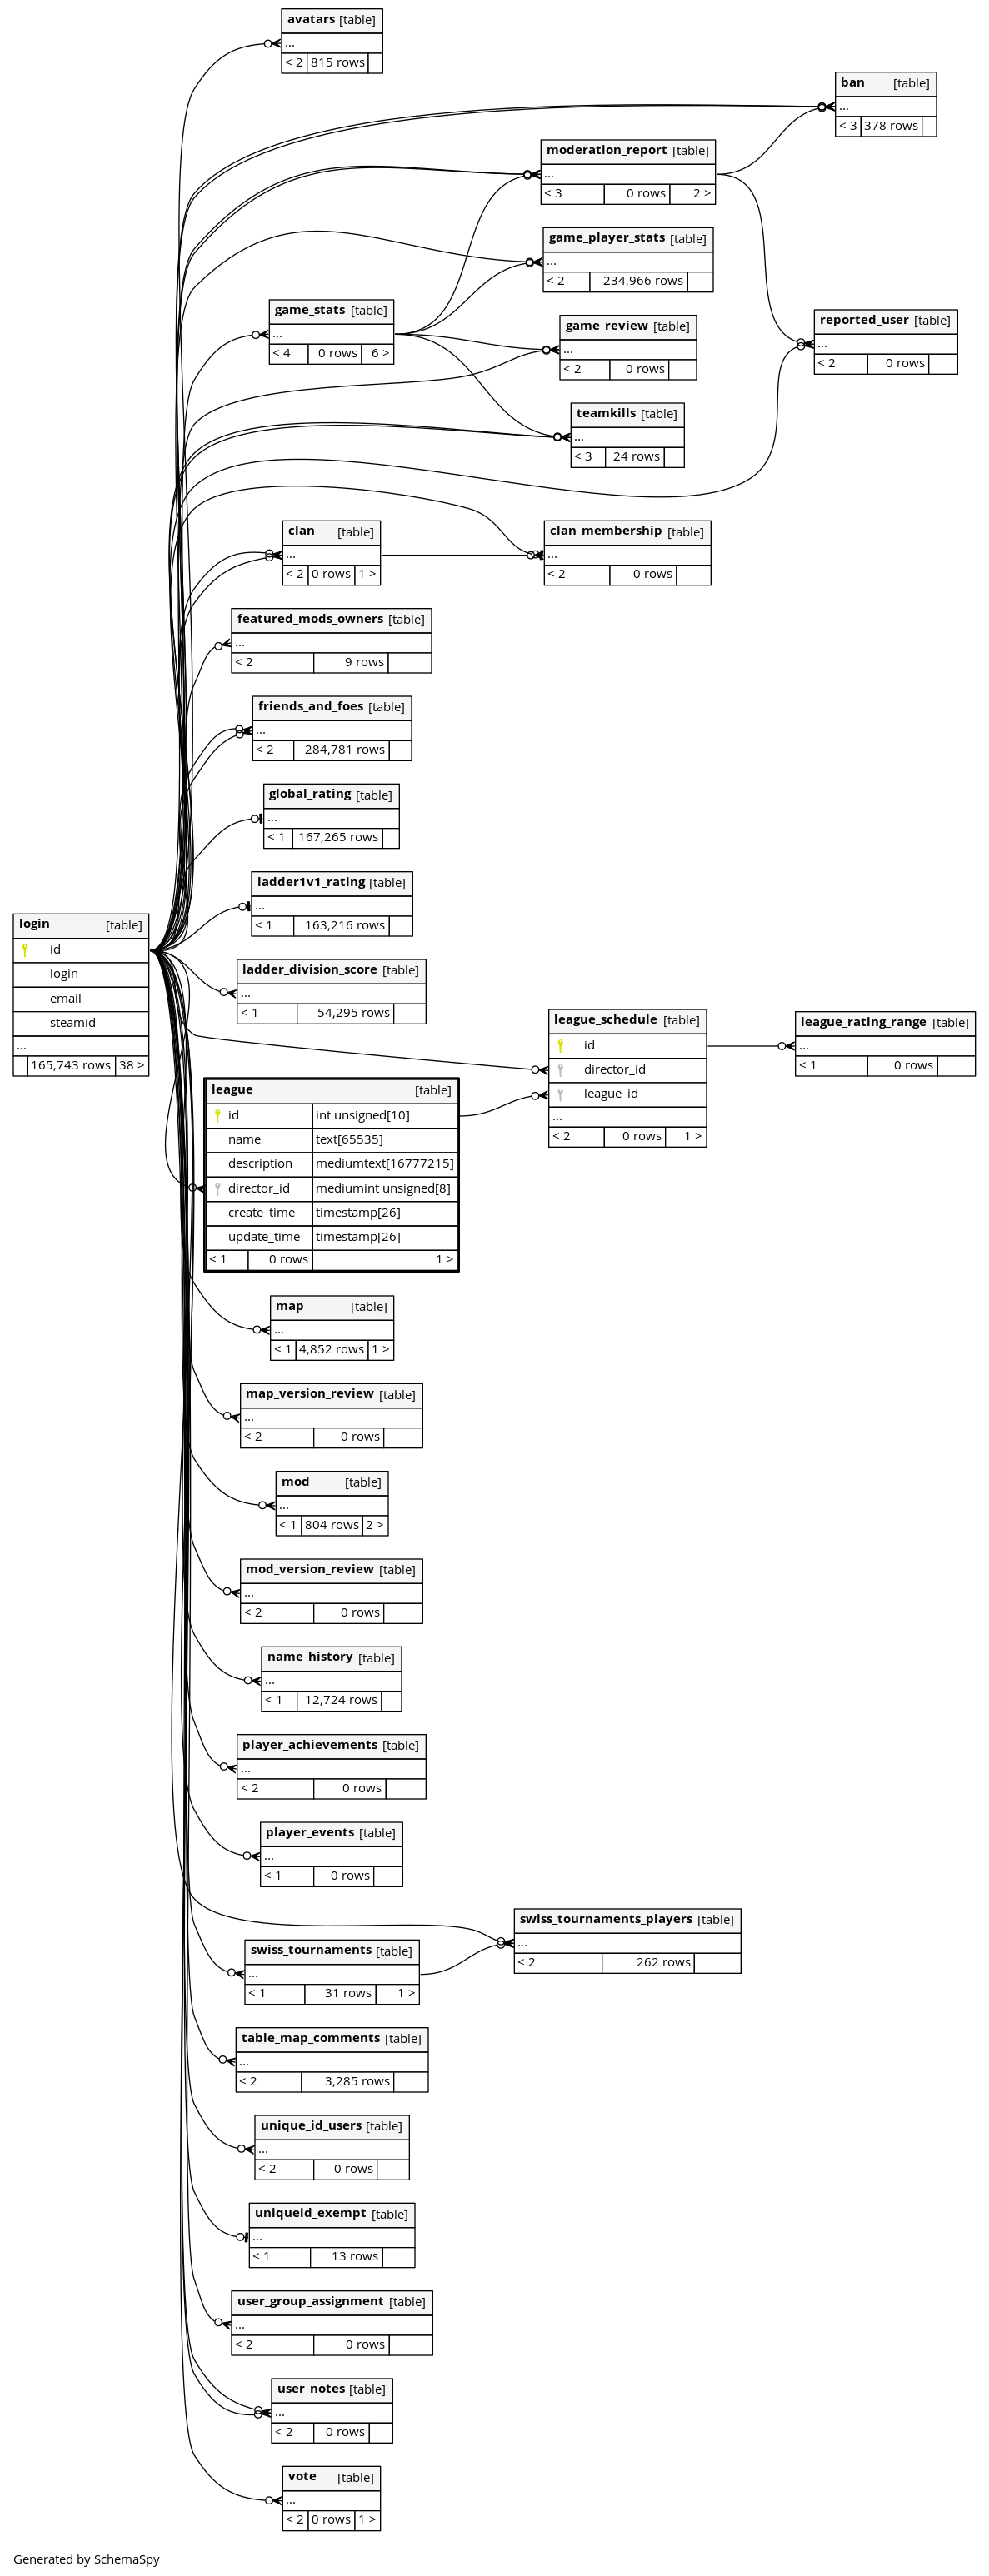 avatars [table]
...
< 2 815 rows
ban [table]
...
< 3 378 rows
moderation_report [table]
...
< 3 0 rows 2 >
game_player_stats [table]
...
< 2 234,966 rows
game_stats [table]
...
< 4 0 rows 6 >
game_review [table]
...
< 2 0 rows
reported_user [table]
...
< 2 0 rows
teamkills [table]
...
< 3 24 rows
clan [table]
...
< 2 0 rows 1 >
clan_membership [table]
...
< 2 0 rows
featured_mods_owners [table]
...
< 2 9 rows
friends_and_foes [table]
...
< 2 284,781 rows
global_rating [table]
...
< 1 167,265 rows
ladder1v1_rating [table]
...
< 1 163,216 rows
login [table]
id
login
email
steamid
...
165,743 rows 38 >
ladder_division_score [table]
...
< 1 54,295 rows
league_schedule [table]
id
director_id
league_id
...
< 2 0 rows 1 >
league_rating_range [table]
...
< 1 0 rows
league [table]
id int unsigned[10]
name text[65535]
description mediumtext[16777215]
director_id mediumint unsigned[8]
create_time timestamp[26]
update_time timestamp[26]
< 1 0 rows 1 >
map [table]
...
< 1 4,852 rows 1 >
map_version_review [table]
...
< 2 0 rows
mod [table]
...
< 1 804 rows 2 >
mod_version_review [table]
...
< 2 0 rows
name_history [table]
...
< 1 12,724 rows
player_achievements [table]
...
< 2 0 rows
player_events [table]
...
< 1 0 rows
swiss_tournaments_players [table]
...
< 2 262 rows
swiss_tournaments [table]
...
< 1 31 rows 1 >
table_map_comments [table]
...
< 2 3,285 rows
unique_id_users [table]
...
< 2 0 rows
uniqueid_exempt [table]
...
< 1 13 rows
user_group_assignment [table]
...
< 2 0 rows
user_notes [table]
...
< 2 0 rows
vote [table]
...
< 2 0 rows 1 >
Generated by SchemaSpy